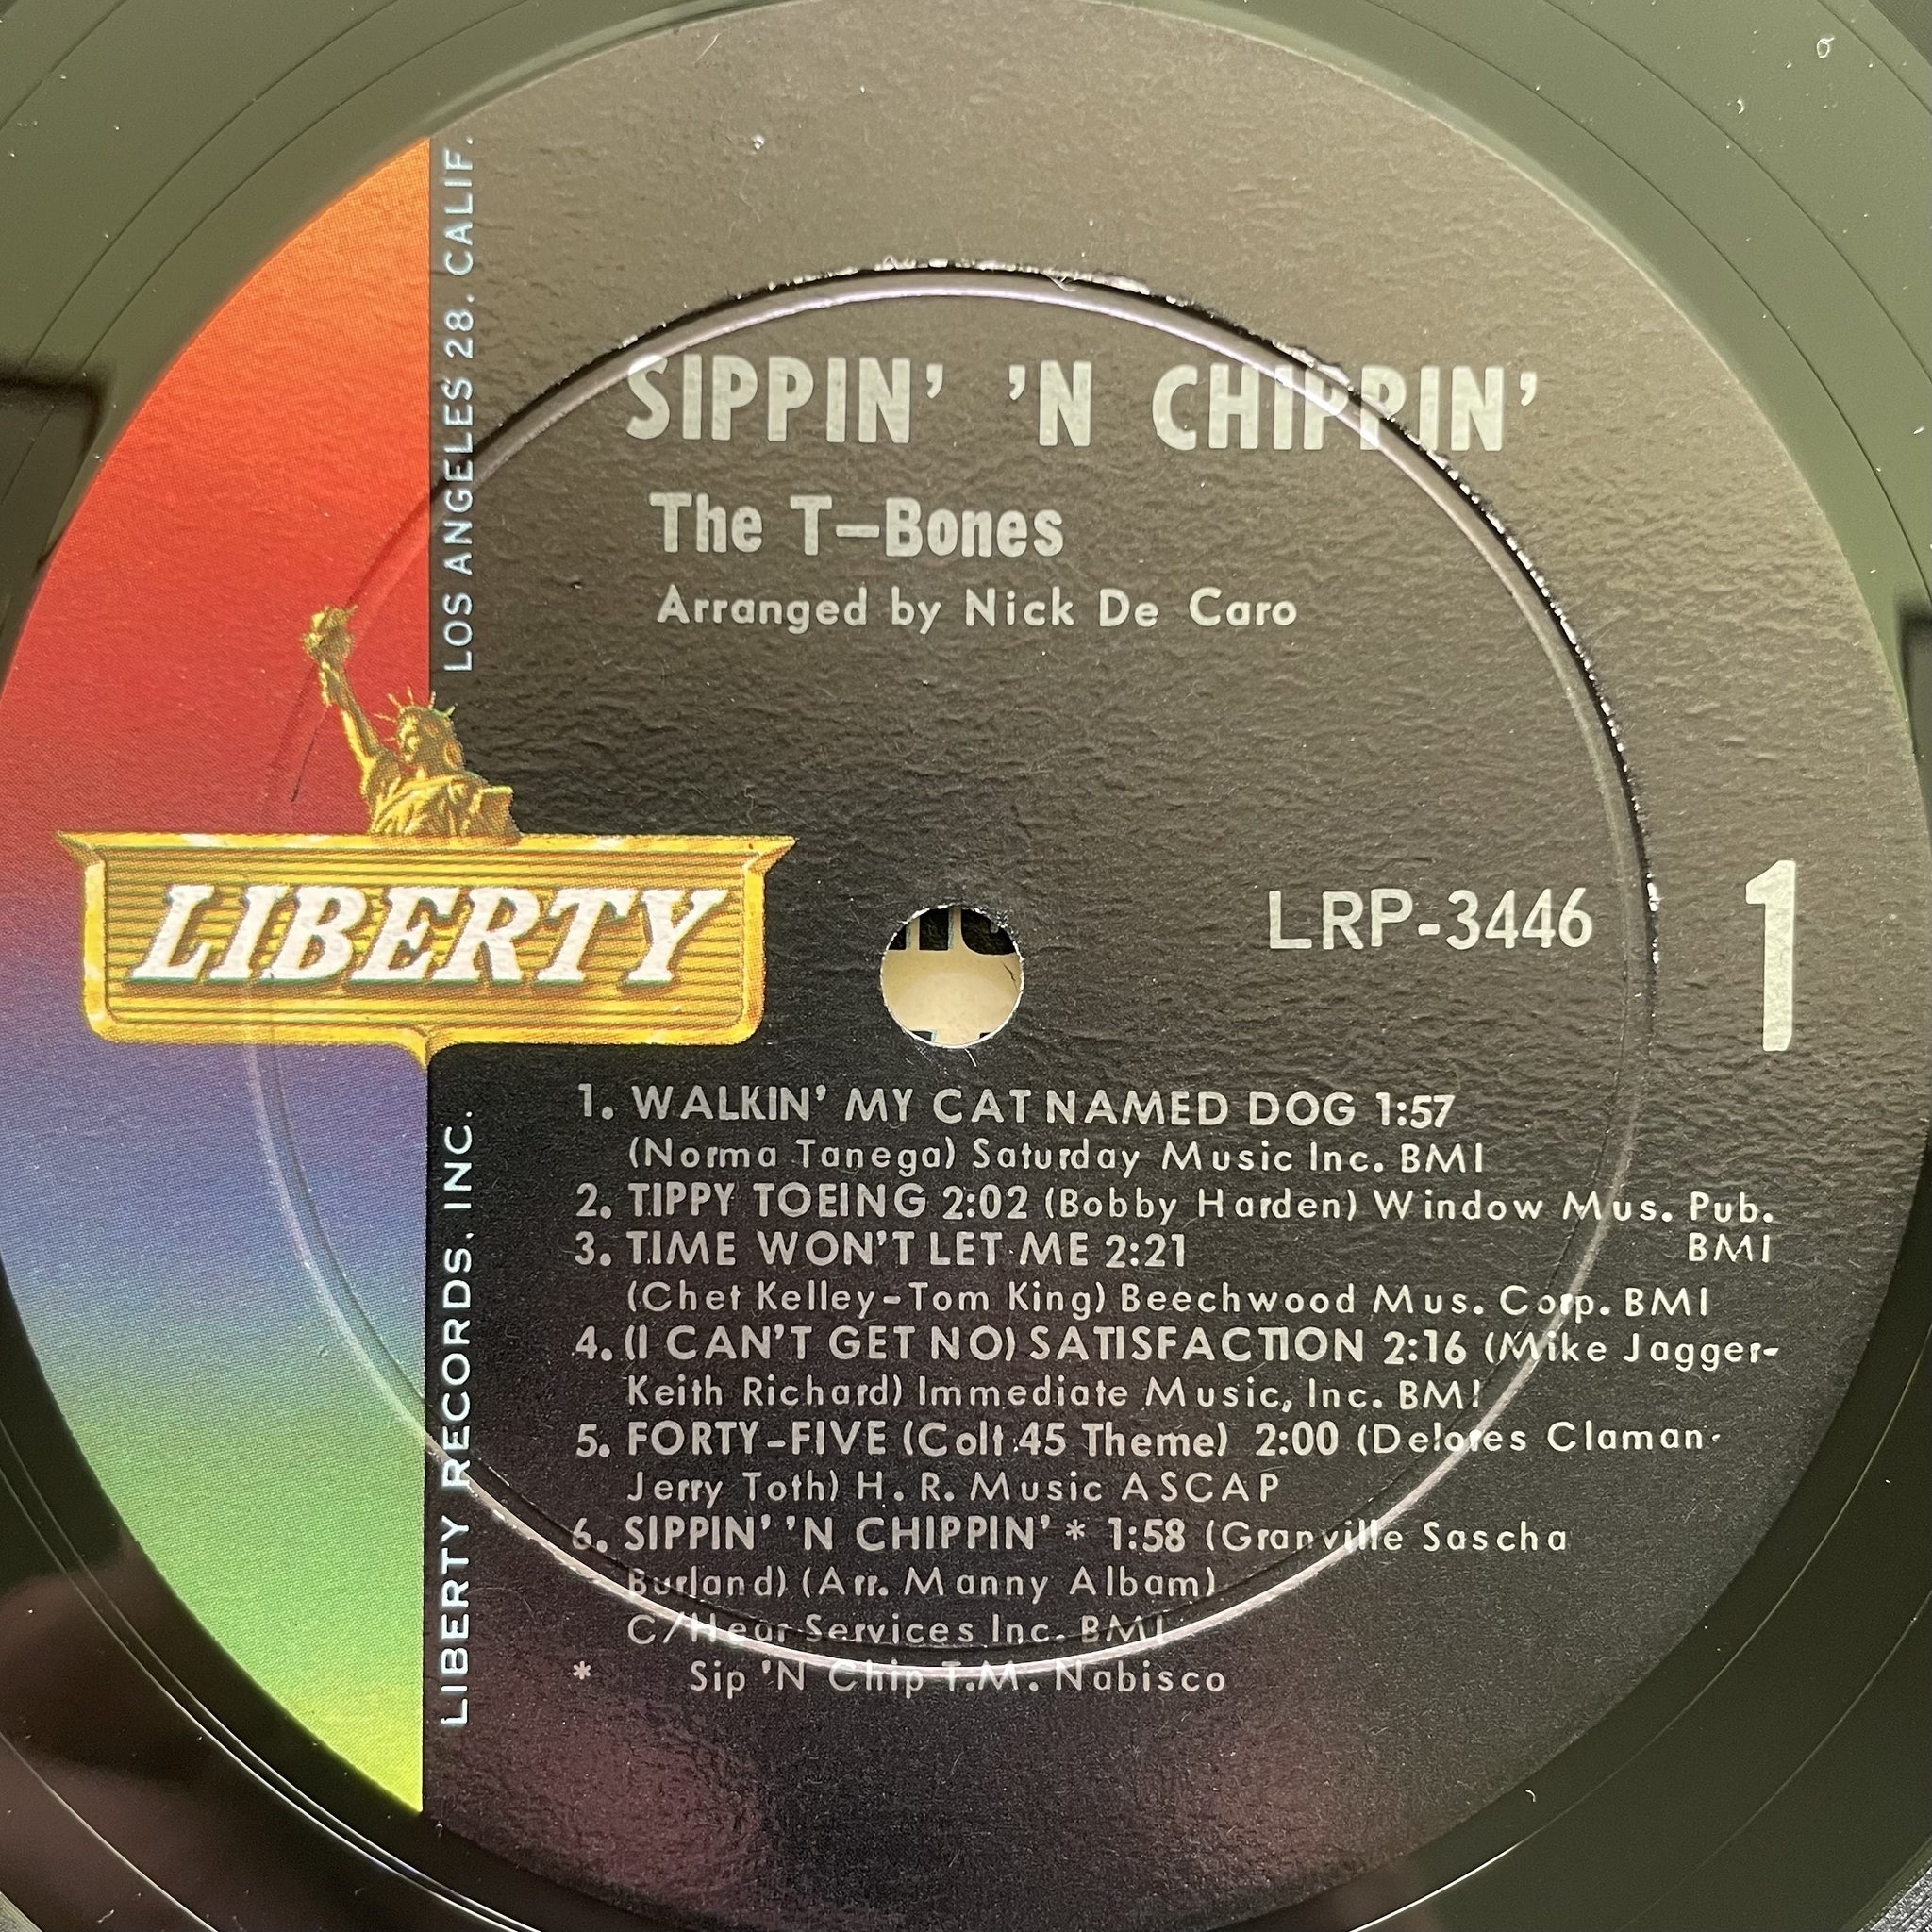 SIPPIN' 'N CHIPPIN'
The T-Bones
Arranged by Nick De Caro
LOS ANGELES 28. CALIF.
LIBERTY
LRP-3446
1
LIBERTY RECORDS, INC.
1. WALKIN' MY CAT NAMED DOG 1:57
(Norma Tanega) Saturday Music Inc. BMI
2. TIPPY TOEING 2:02 (Bobby Harden) Window Mus. Pub.
BMI
3. TIME WON'T LET ME 2:21
(Chet Kelley-Tom King) Beechwood Mus. Corp. BMI
4. (I CAN'T GET NO) SATISFACTION 2:16 (Mike Jagger-
Keith Richard) Immediate Music, Inc. BMI
5. FORTY-FIVE (Colt 45 Theme) 2:00 (Delores Claman-
Jerry Toth) H. R. Music ASCAP
6. SIPPIN' 'N CHIPPIN' * 1:58 (Granville Sascha
Burland) (Arr. Manny Albam)
C/Hear Services Inc. BMI
* Sip 'N Chip T.M. Nabisco